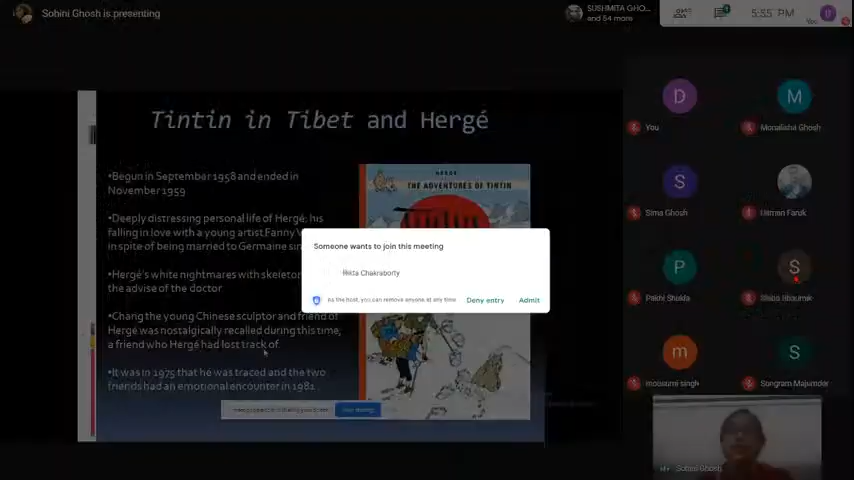 Sohini Ghosh is presenting
SUSHMITA GHO...
and 54 more
5:55 PM
You
Tintin in Tibet and Hergé
•Begun in September 1958 and ended in
November 1959
•Deeply distressing personal life of Hergé: his
falling in love with a young artist Fanny
in spite of being married to Germaine
•Hergé's white nightmares with
the advise of the doctor
•Chang the young Chinese sculptor and friend of
Hergé was nostalgically recalled during this time,
a friend who Hergé had lost track of.
•It was in 1975 that he was traced and the two
friends had an emotional encounter in 1981.
HERGÉ
THE ADVENTURES OF TINTIN
Someone wants to join this meeting
Chakraborty
As the host, you can remove anyone at any time
Deny entry
Admit
D
You
M
Monalisha Ghosh
S
Sima Ghosh
Faruk
P
Pakhi Shukla
S
m
moosumi singh
S
Songram Majumder
Sohini Ghosh